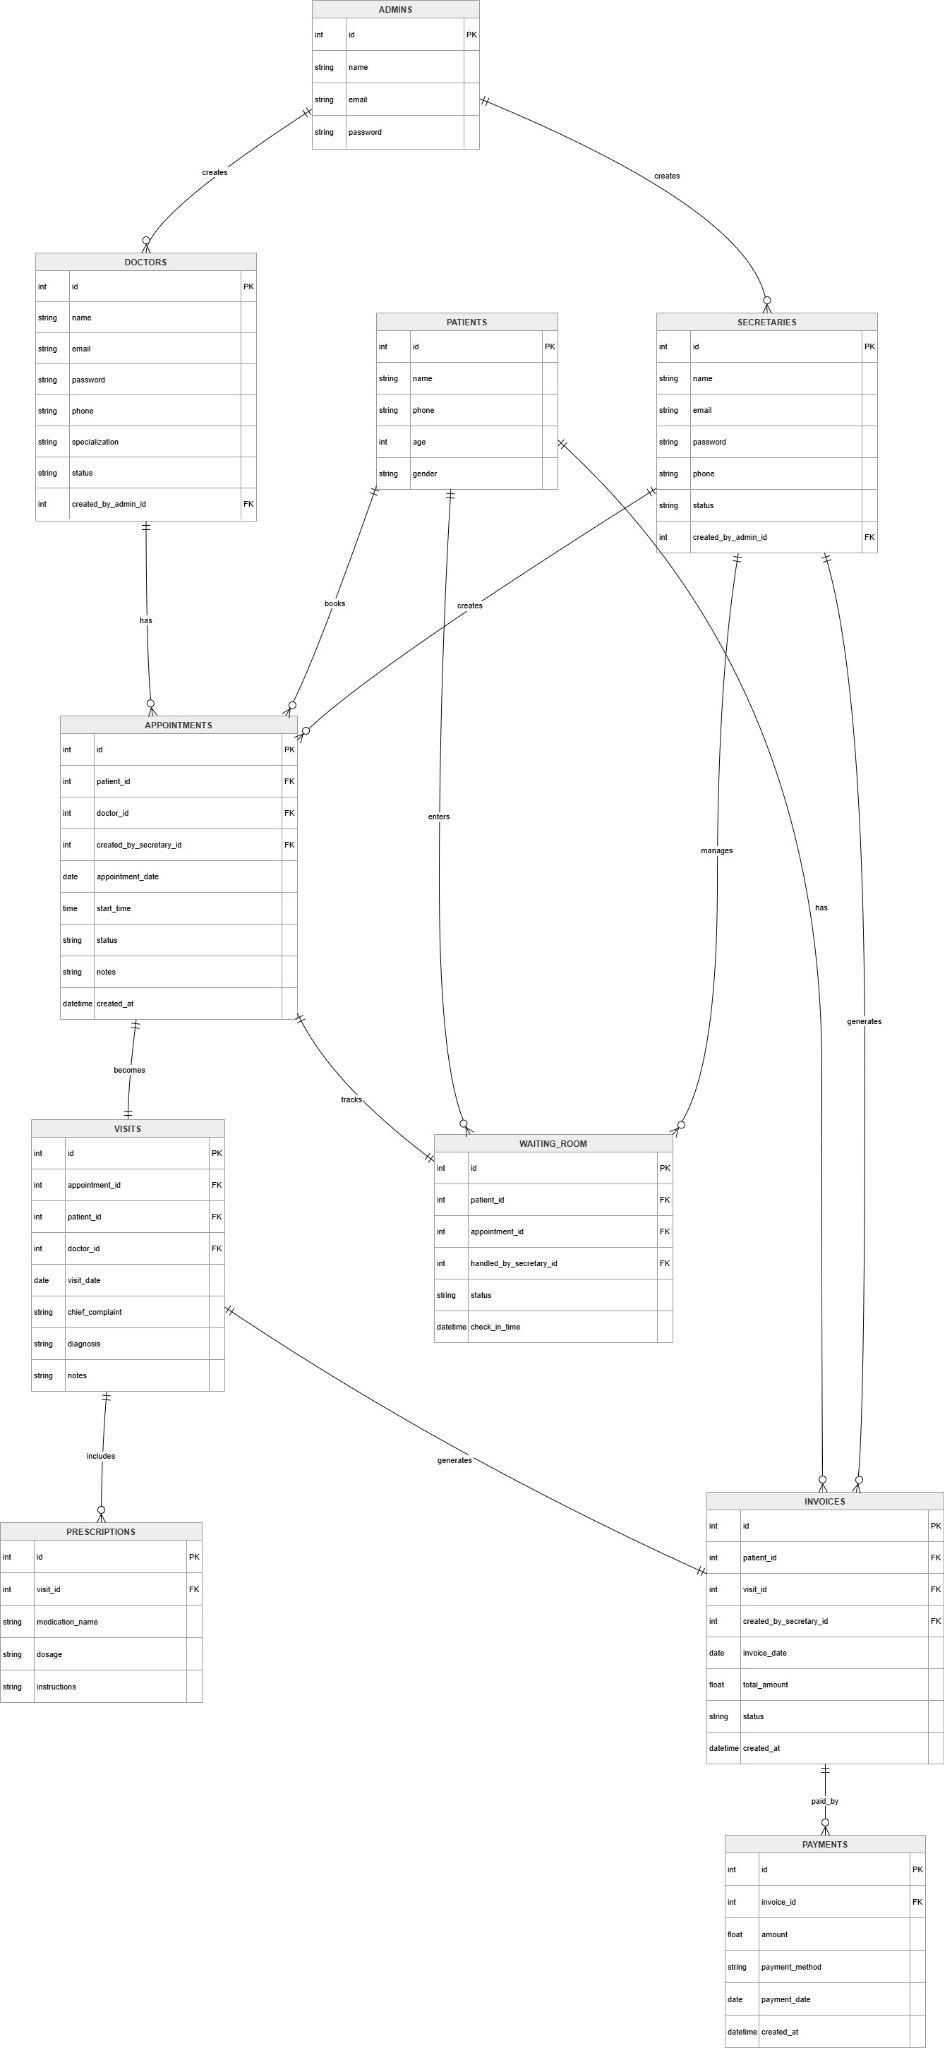 ADMINS
int id PK
string name
string email
string password
creates
creates
DOCTORS
int id PK
string name
string email
string password
string phone
string specialization
string status
int created_by_admin_id FK
PATIENTS
int id PK
string name
string phone
int age
string gender
SECRETARIES
int id PK
string name
string email
string password
string phone
string status
int created_by_admin_id FK
has
books
creates
enters
manages
has
generates
APPOINTMENTS
int id PK
int patient_id FK
int doctor_id FK
int created_by_secretary_id FK
date appointment_date
time start_time
string status
string notes
datetime created_at
becomes
tracks
VISITS
int id PK
int appointment_id FK
int patient_id FK
int doctor_id FK
date visit_date
string chief_complaint
string diagnosis
string notes
WAITING_ROOM
int id PK
int patient_id FK
int appointment_id FK
int handled_by_secretary_id FK
string status
datetime check_in_time
includes
generates
PRESCRIPTIONS
int id PK
int visit_id FK
string medication_name
string dosage
string instructions
INVOICES
int id PK
int patient_id FK
int visit_id FK
int created_by_secretary_id FK
date invoice_date
float total_amount
string status
datetime created_at
paid_by
PAYMENTS
int id PK
int invoice_id FK
float amount
string payment_method
date payment_date
datetime created_at